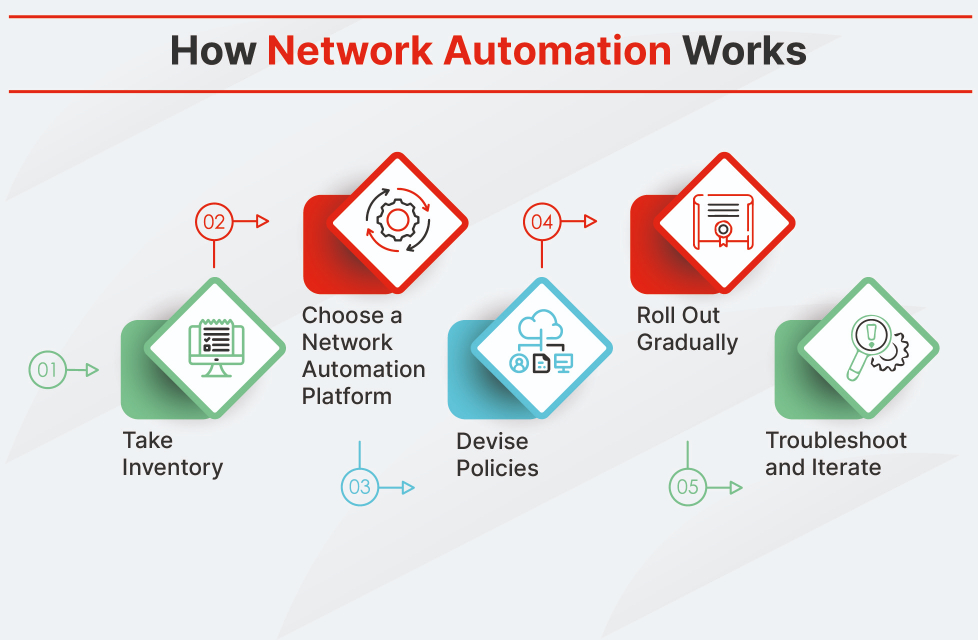 How Network Automation Works
01
Take
Inventory
02
Choose a
Network
Automation
Platform
03
Devise
Policies
04
Roll Out
Gradually
05
Troubleshoot
and Iterate